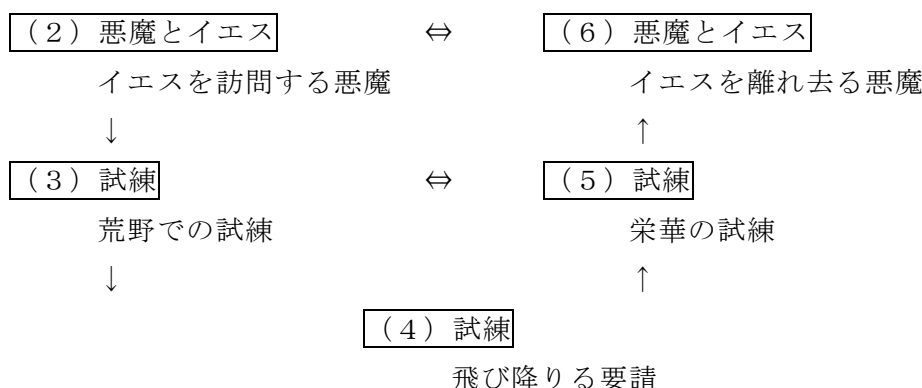 (2)悪魔とイエス ⇔ (6)悪魔とイエス
イエスを訪問する悪魔 イエスを離れ去る悪魔
↓ ↑
(3)試練 ⇔ (5)試練
荒野での試練 栄華の試練
↓ ↑
(4)試練
飛び降りる要請